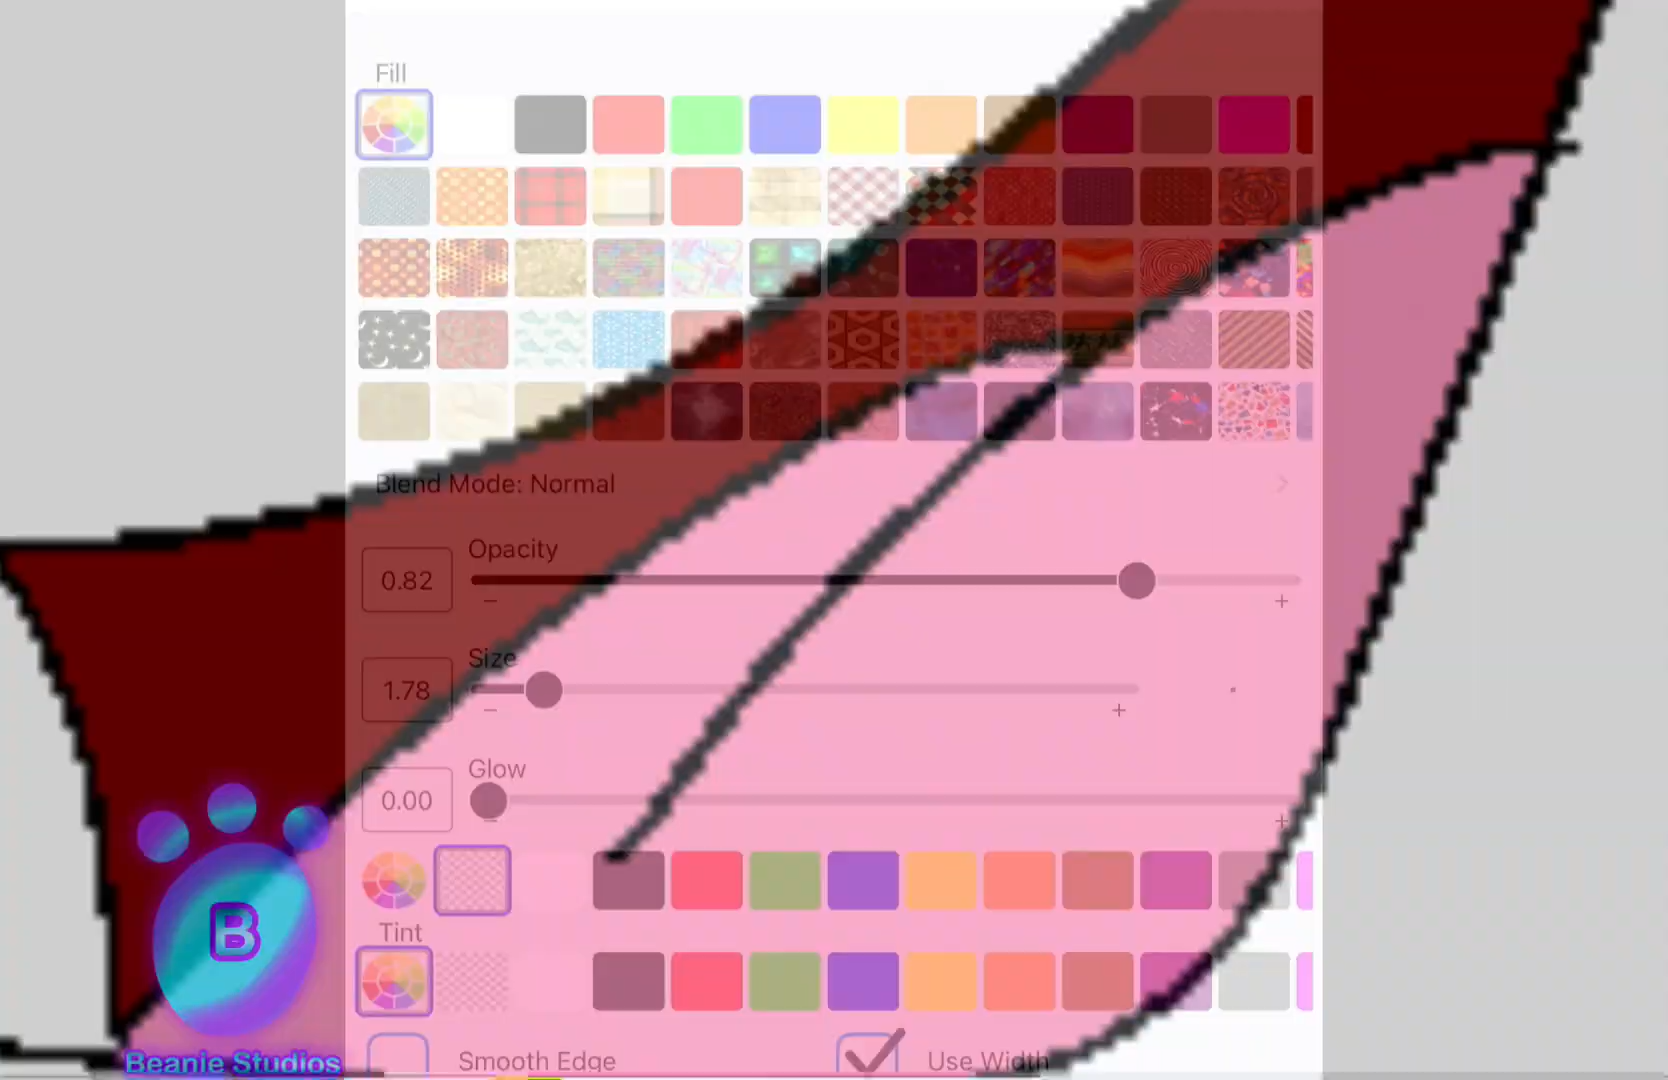 Fill
Blend Mode: Normal
Opacity
0.82
Size
1.78
Glow
0.00
Tint
Smooth Edge
Use Width
B
Beanie Studios